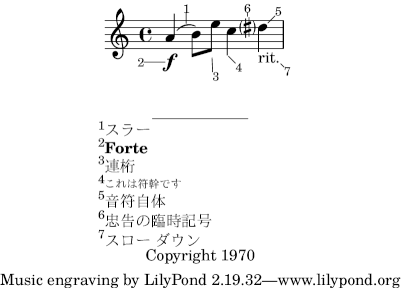 1 6 5
f
2 3 4 rit. 7
1スラー
2Forte
3連桁
4これは符幹です
5音符自体
6忠告の臨時記号
7スロー ダウン
Copyright 1970
Music engraving by LilyPond 2.19.32—www.lilypond.org